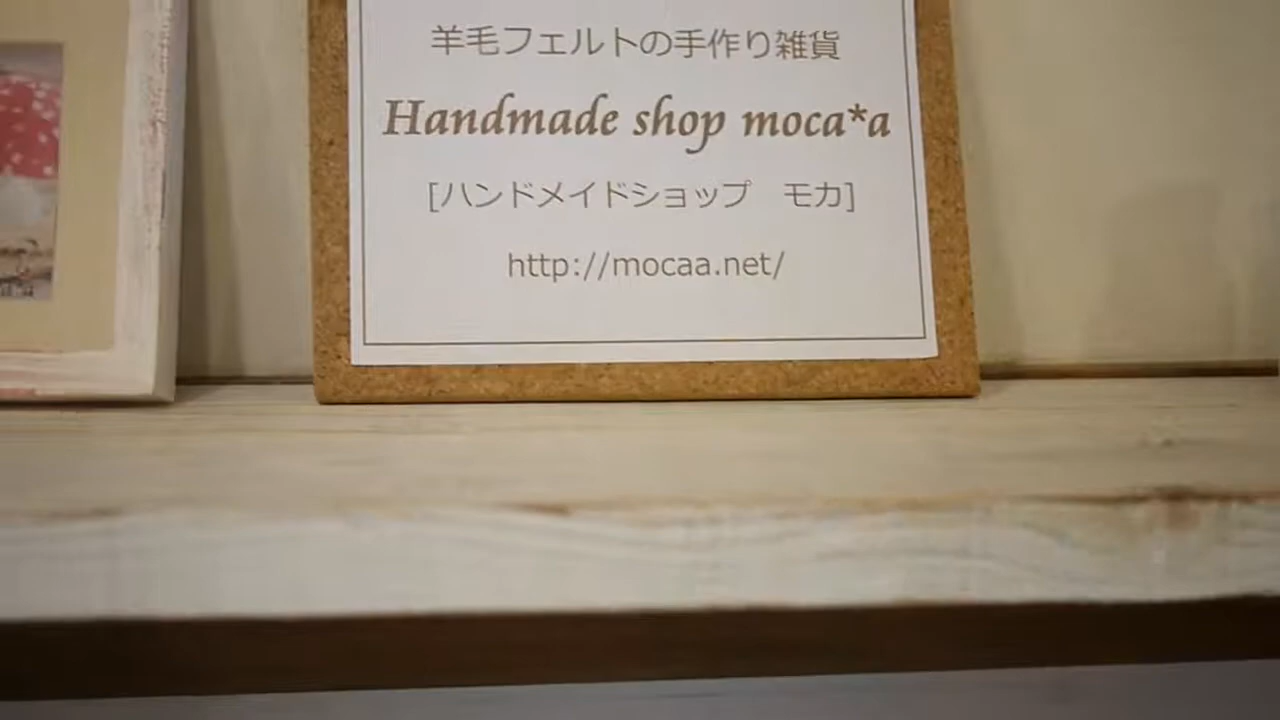 羊毛フェルトの手作り雑貨
Handmade shop moca*a
[ハンドメイドショップ　モカ]
http://mocaa.net/